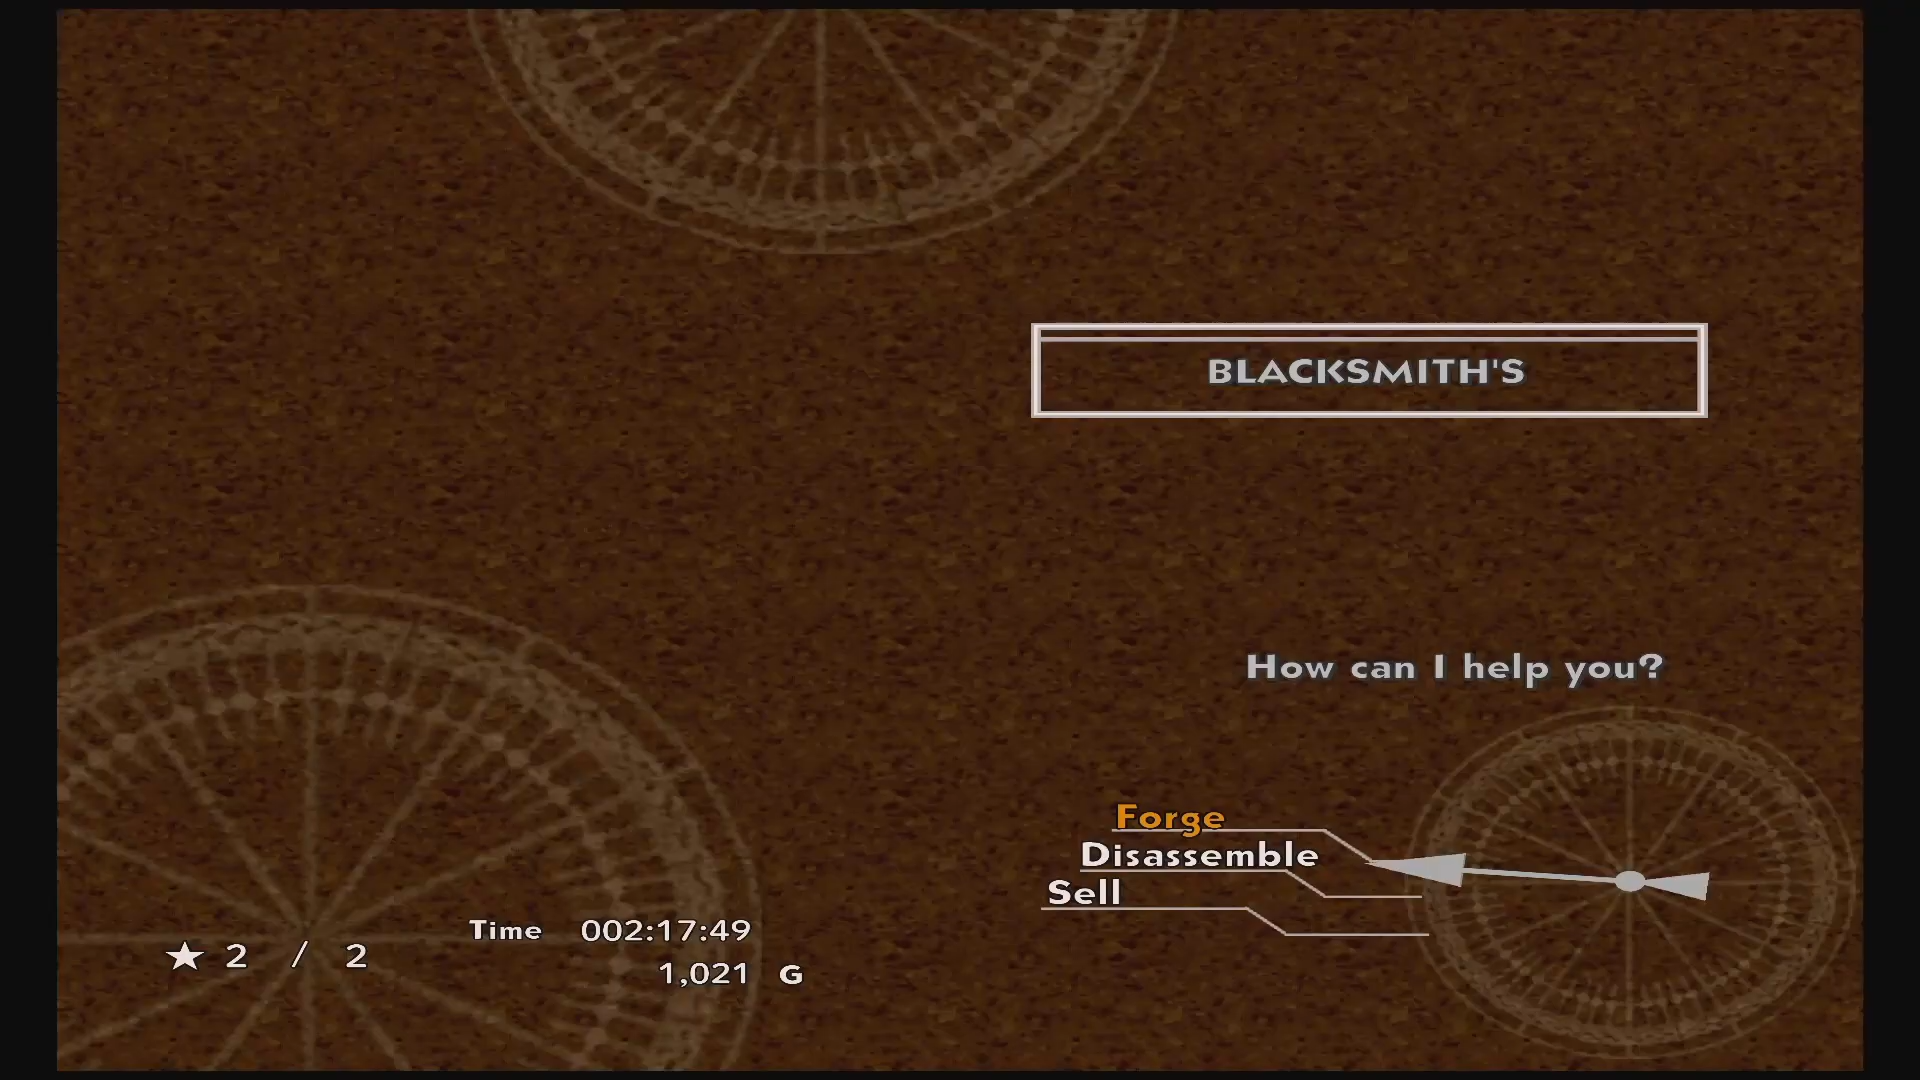 BLACKSMITH'S
How can I help you?
Forge
Disassemble
Sell
Time 002:17:49
★ 2 / 2
1,021 G